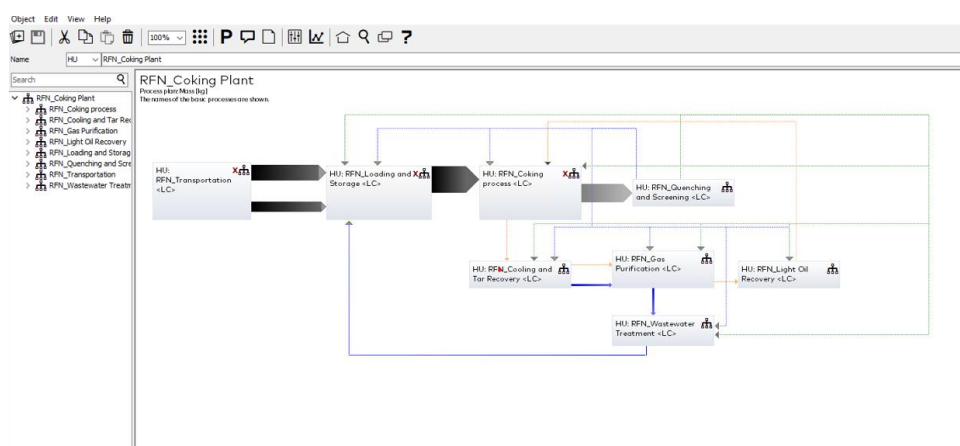 Object Edit View Help
100%
P
?
Name
HU
RFN_Coking Plant
Search
RFN_Coking Plant
RFN_Coking process
RFN_Cooling and Tar Rec
RFN_Gas Purification
RFN_Light Oil Recovery
RFN_Loading and Storag
RFN_Quenching and Scre
RFN_Transportation
RFN_Wastewater Treatm
RFN_Coking Plant
Process plan: Mass [kg]
The names of the basic processes are shown.
HU:
RFN_Transportation
<LC>
X
HU: RFN_Loading and
Storage <LC>
X
HU: RFN_Coking
process <LC>
X
HU: RFN_Quenching
and Screening <LC>
HU: RFN_Cooling and
Tar Recovery <LC>
HU: RFN_Gas
Purification <LC>
HU: RFN_Light Oil
Recovery <LC>
HU: RFN_Wastewater
Treatment <LC>